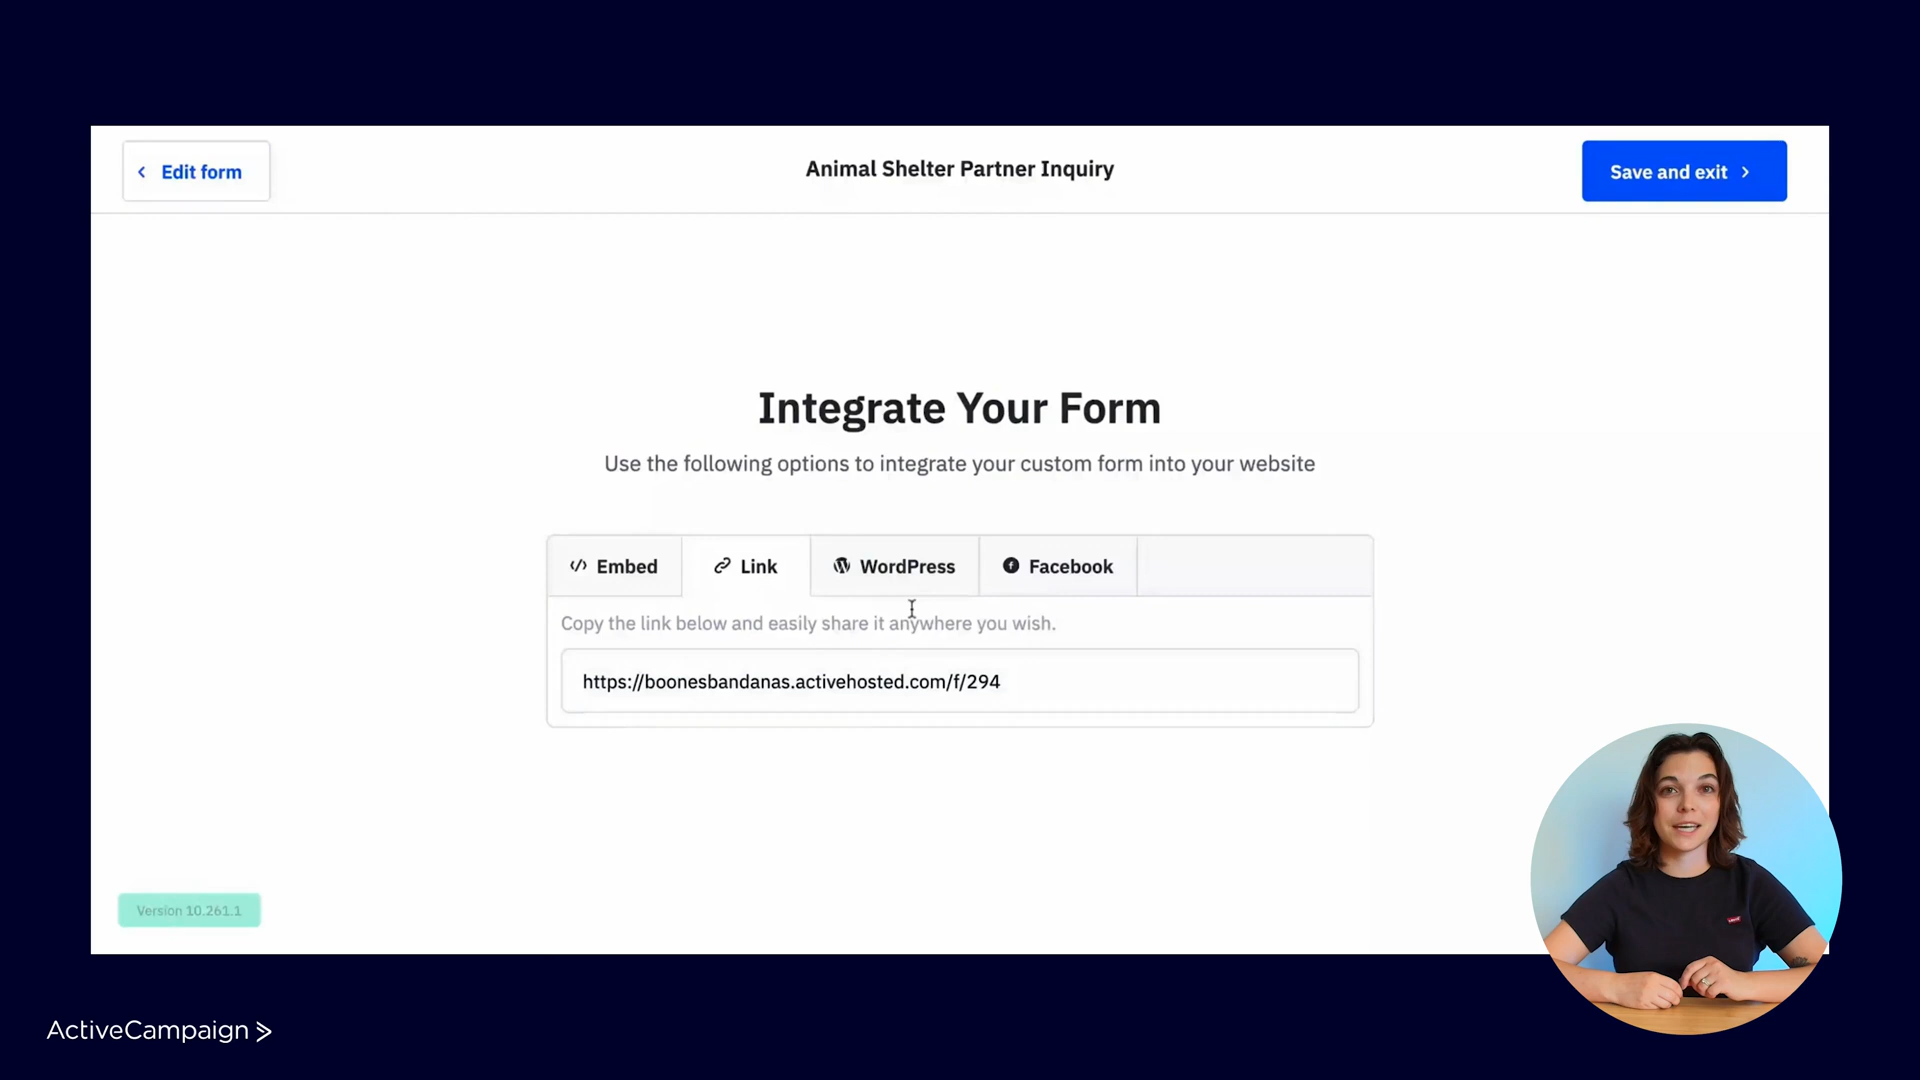 Edit form
Animal Shelter Partner Inquiry
Save and exit
Integrate Your Form
Use the following options to integrate your custom form into your website
Embed
Link
WordPress
Facebook
Copy the link below and easily share it anywhere you wish.
https://boonesbandanas.activehosted.com/f/294
Version 10.261.1
ActiveCampaign